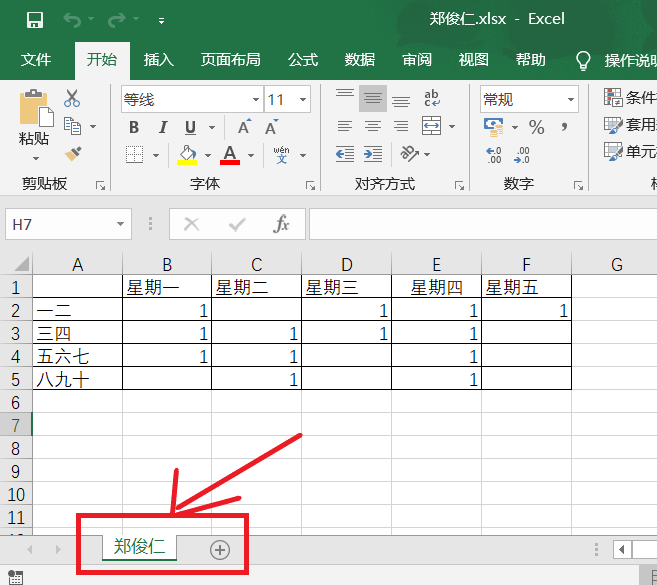 郑俊仁.xlsx - Excel
文件 开始 插入 页面布局 公式 数据 审阅 视图 帮助 操作说明
等线 11 常规 条件
粘贴 B I U A A wén 文 A ab c % , .00 .0 套用
单元
剪贴板 字体 对齐方式 数字
H7 fx
A B C D E F G
1 星期一 星期二 星期三 星期四 星期五
2 一二 1 1 1 1
3 三四 1 1 1 1
4 五六七 1 1 1
5 八九十 1 1
6
7
8
9
10
11
郑俊仁